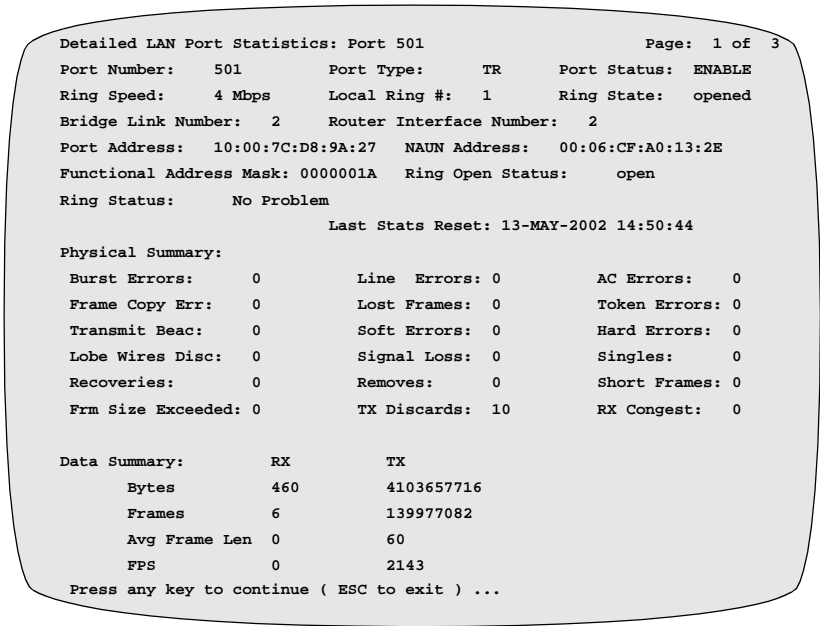 Detailed LAN Port Statistics: Port 501 Page: 1 of 3
Port Number: 501 Port Type: TR Port Status: ENABLE
Ring Speed: 4 Mbps Local Ring #: 1 Ring State: opened
Bridge Link Number: 2 Router Interface Number: 2
Port Address: 10:00:7C:D8:9A:27 NAUN Address: 00:06:CF:A0:13:2E
Functional Address Mask: 0000001A Ring Open Status: open
Ring Status: No Problem
Last Stats Reset: 13-MAY-2002 14:50:44
Physical Summary:
Burst Errors: 0 Line Errors: 0 AC Errors: 0
Frame Copy Err: 0 Lost Frames: 0 Token Errors: 0
Transmit Beac: 0 Soft Errors: 0 Hard Errors: 0
Lobe Wires Disc: 0 Signal Loss: 0 Singles: 0
Recoveries: 0 Removes: 0 Short Frames: 0
Frm Size Exceeded: 0 TX Discards: 10 RX Congest: 0
Data Summary: RX TX
Bytes 460 4103657716
Frames 6 139977082
Avg Frame Len 0 60
FPS 0 2143
Press any key to continue ( ESC to exit ) ...